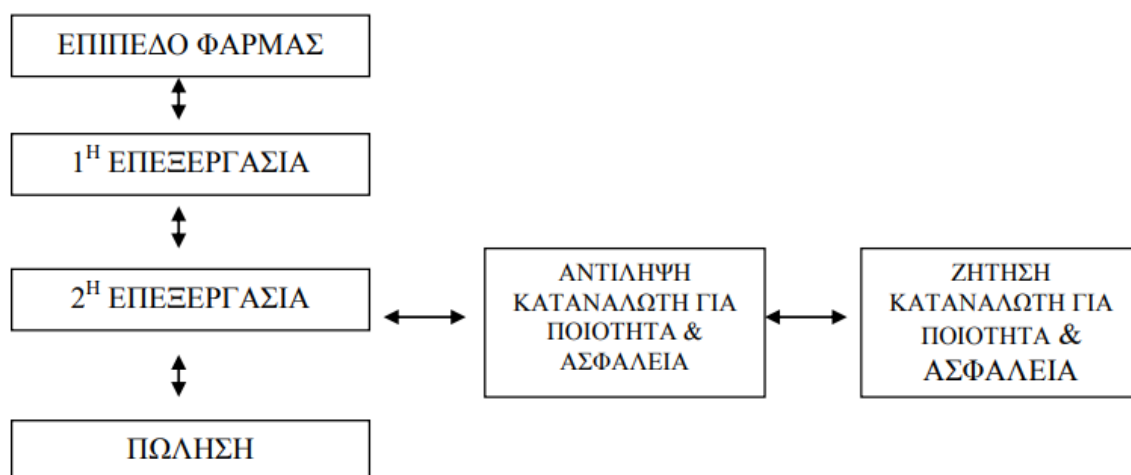 ΕΠΙΠΕΔΟ ΦΑΡΜΑΣ
1Η ΕΠΕΞΕΡΓΑΣΙΑ
2Η ΕΠΕΞΕΡΓΑΣΙΑ
ΠΩΛΗΣΗ
ΑΝΤΙΛΗΨΗ
ΚΑΤΑΝΑΛΩΤΗ ΓΙΑ
ΠΟΙΟΤΗΤΑ &
ΑΣΦΑΛΕΙΑ
ΖΗΤΗΣΗ
ΚΑΤΑΝΑΛΩΤΗ ΓΙΑ
ΠΟΙΟΤΗΤΑ &
ΑΣΦΑΛΕΙΑ